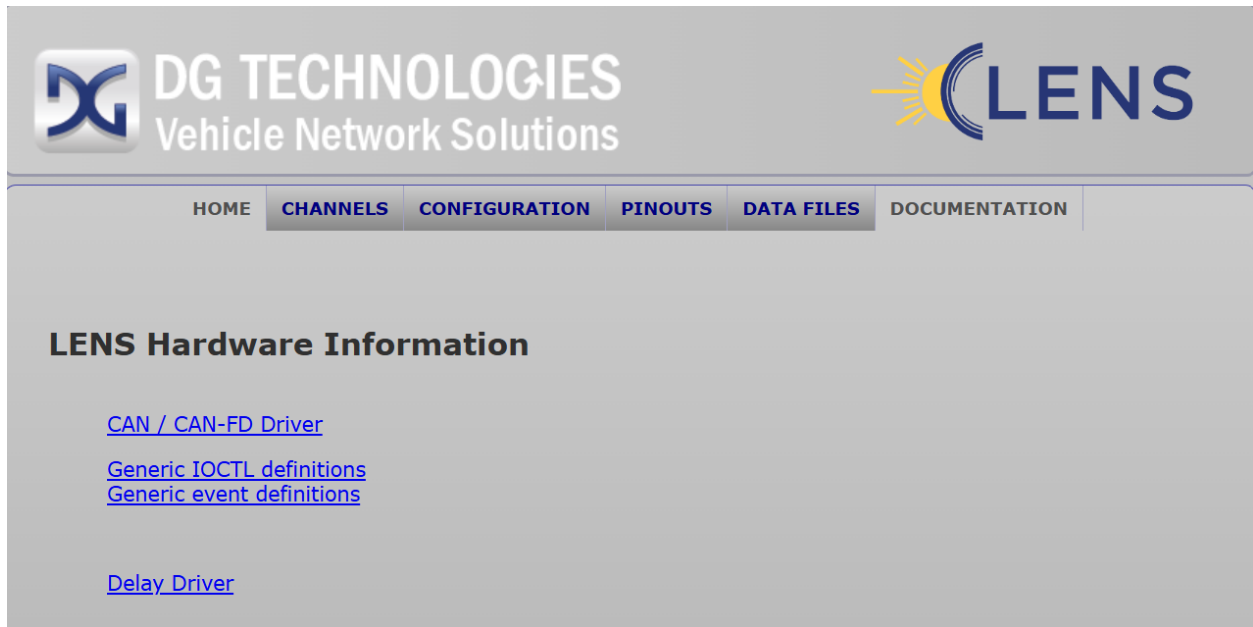 DG TECHNOLOGIES
Vehicle Network Solutions
LENS
HOME CHANNELS CONFIGURATION PINOUTS DATA FILES DOCUMENTATION
LENS Hardware Information
CAN / CAN-FD Driver
Generic IOCTL definitions
Generic event definitions
Delay Driver